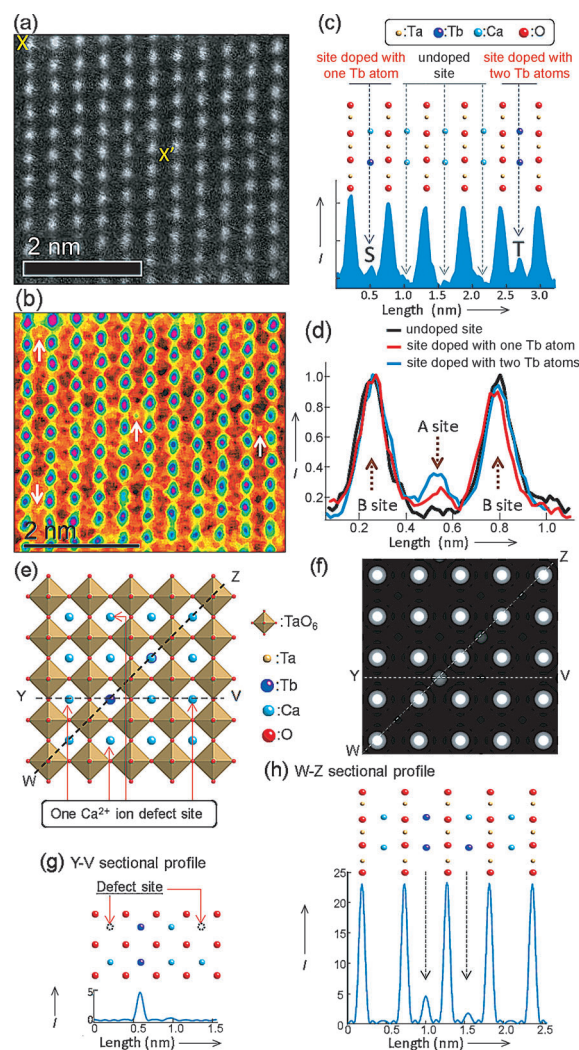 (a)
X
X'
2 nm
(b)
2 nm
(c)
:Ta :Tb :Ca :O
site doped with one Tb atom
undoped site
site doped with two Tb atoms
S
T
I
0.5 1.0 1.5 2.0 2.5 3.0
Length (nm)
(d)
undoped site
site doped with one Tb atom
site doped with two Tb atoms
1.0
0.8
0.6
0.4
0.2
I
A site
B site
B site
0.2 0.4 0.6 0.8 1.0
Length (nm)
(e)
Z
Y
V
W
:TaO6
:Ta
:Tb
:Ca
:O
One Ca2+ ion defect site
(f)
Z
Y
V
W
(g) Y-V sectional profile
Defect site
5
0
I
0 0.5 1.0 1.5
Length (nm)
(h) W-Z sectional profile
25
20
15
10
5
0
I
0 0.5 1.0 1.5 2.0 2.5
Length (nm)